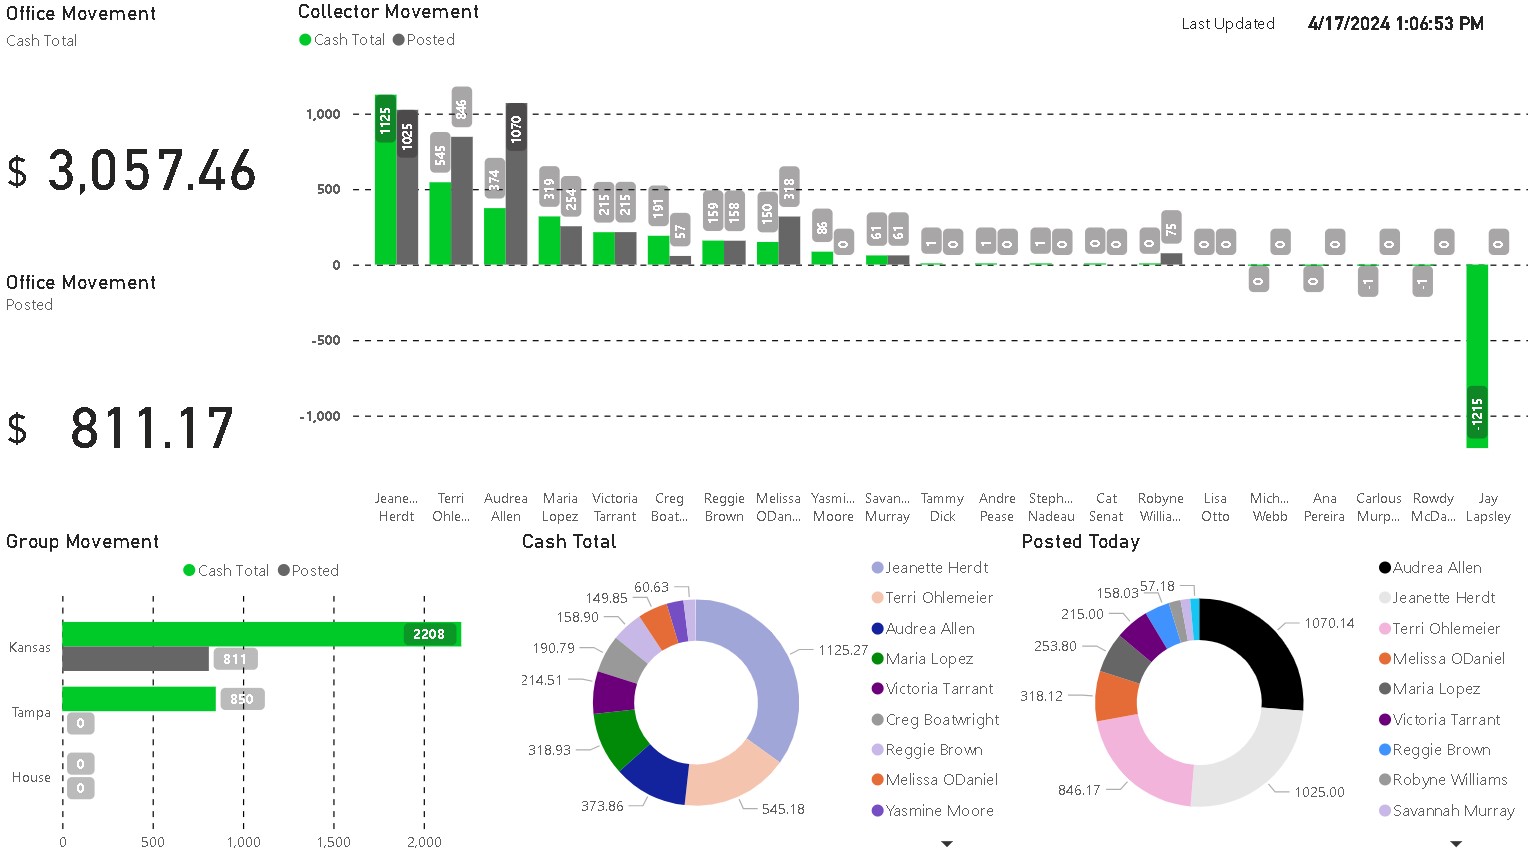 Office Movement
Cash Total
$ 3,057.46
Office Movement
Posted
$ 811.17
Collector Movement
Cash Total Posted
Last Updated 4/17/2024 1:06:53 PM
1,000
500
0
-500
-1,000
1125 1025 545 846 374 1070 319 254 215 215 191 57 159 158 150 318 86 0 61 61 1 0 1 0 1 0 0 0 0 75 0 0 0 0 0 0 -1 0 -1 0 -1215 0
Jeane... Herdt
Terri Ohle...
Audrea Allen
Maria Lopez
Victoria Tarrant
Creg Boat...
Reggie Brown
Melissa ODan...
Yasmi... Moore
Savan... Murray
Tammy Dick
Andre Pease
Steph... Nadeau
Cat Senat
Robyne Willia...
Lisa Otto
Mich... Webb
Ana Pereira
Carlous Murp...
Rowdy McDa...
Jay Lapsley
Group Movement
Cash Total Posted
Kansas 2208
811
Tampa 850
0
House 0
0
0 500 1,000 1,500 2,000
Cash Total
60.63
149.85
158.90
190.79
214.51
318.93
373.86
545.18
1125.27
Jeanette Herdt
Terri Ohlemeier
Audrea Allen
Maria Lopez
Victoria Tarrant
Creg Boatwright
Reggie Brown
Melissa ODaniel
Yasmine Moore
Posted Today
57.18
158.03
215.00
253.80
318.12
846.17
1025.00
1070.14
Audrea Allen
Jeanette Herdt
Terri Ohlemeier
Melissa ODaniel
Maria Lopez
Victoria Tarrant
Reggie Brown
Robyne Williams
Savannah Murray